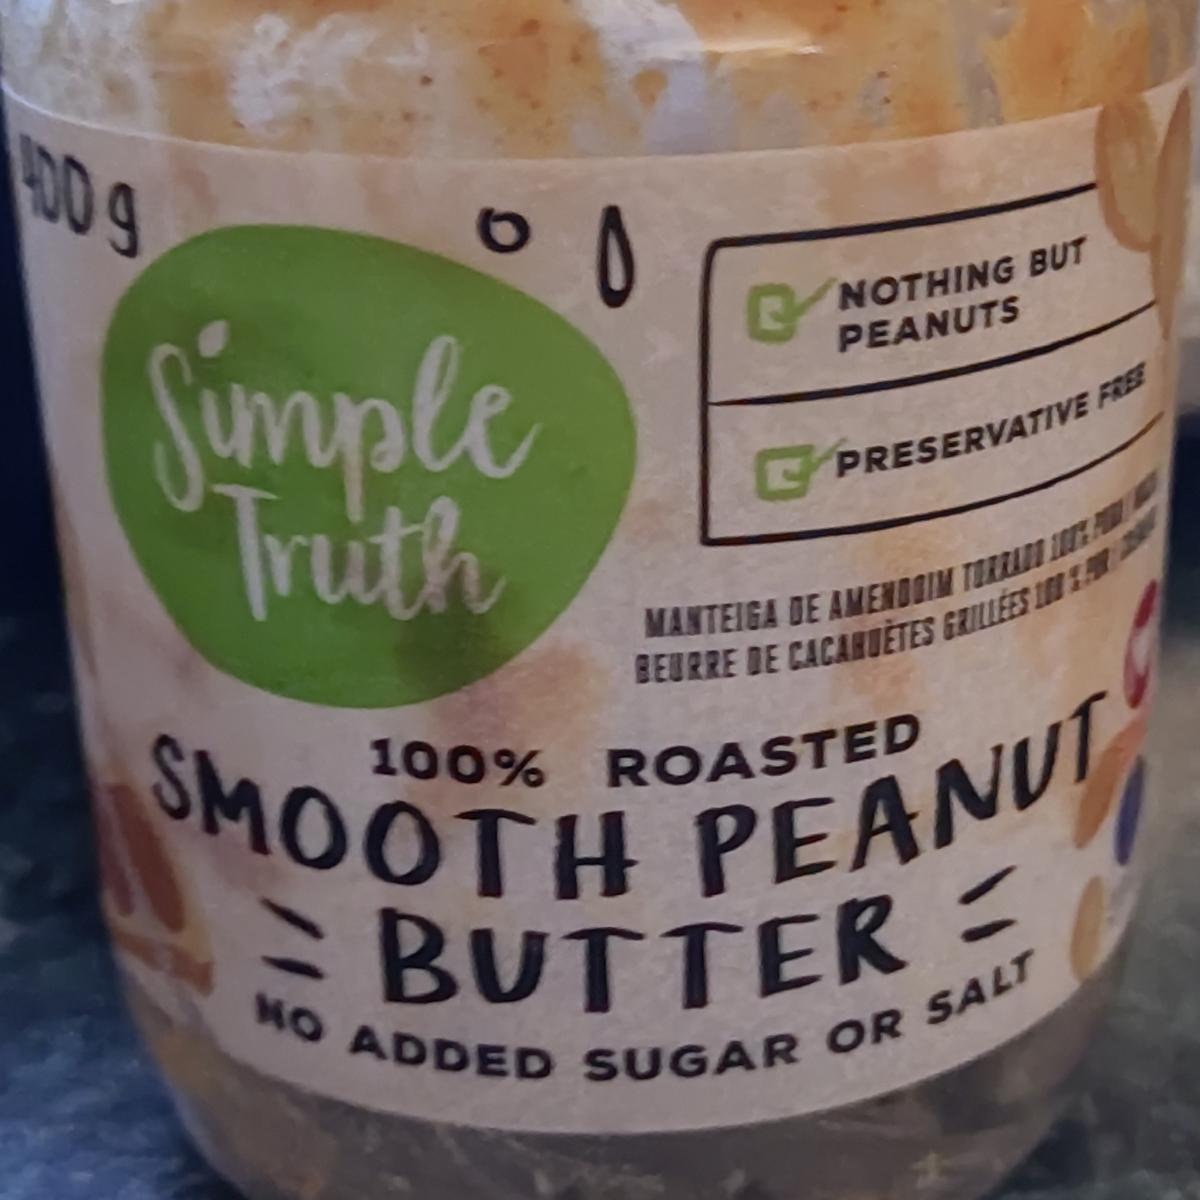 400 g
Simple
Truth
NOTHING BUT
PEANUTS
PRESERVATIVE FREE
MANTEIGA DE AMENDOIM TORRADO 100% PURA
BEURRE DE CACAHUÈTES GRILLÉES 100 % PUR
100% ROASTED
SMOOTH PEANUT
BUTTER
NO ADDED SUGAR OR SALT